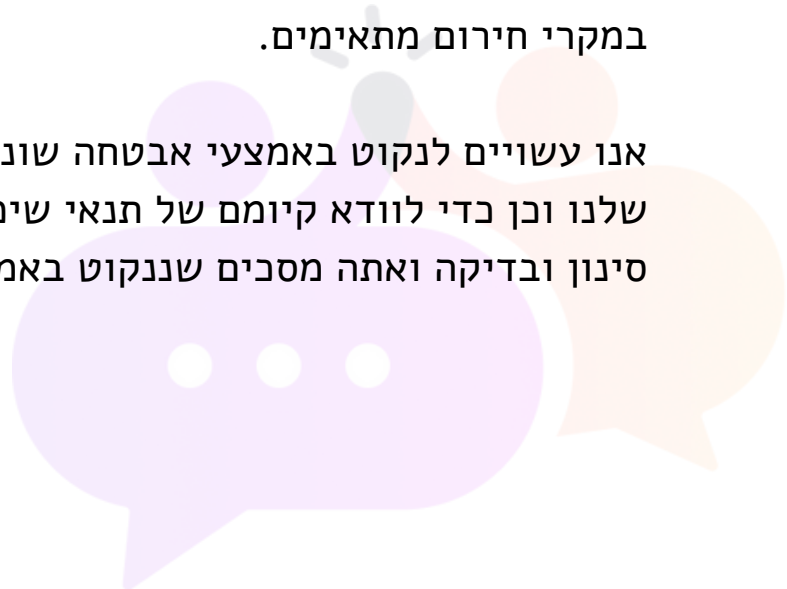 במקרי חירום מתאימים.
אנו עשויים לנקוט באמצעי אבטחה
שלנו וכן כדי לוודא קיומם של תנאי
סינון ובדיקה ואתה מסכים שננקוט